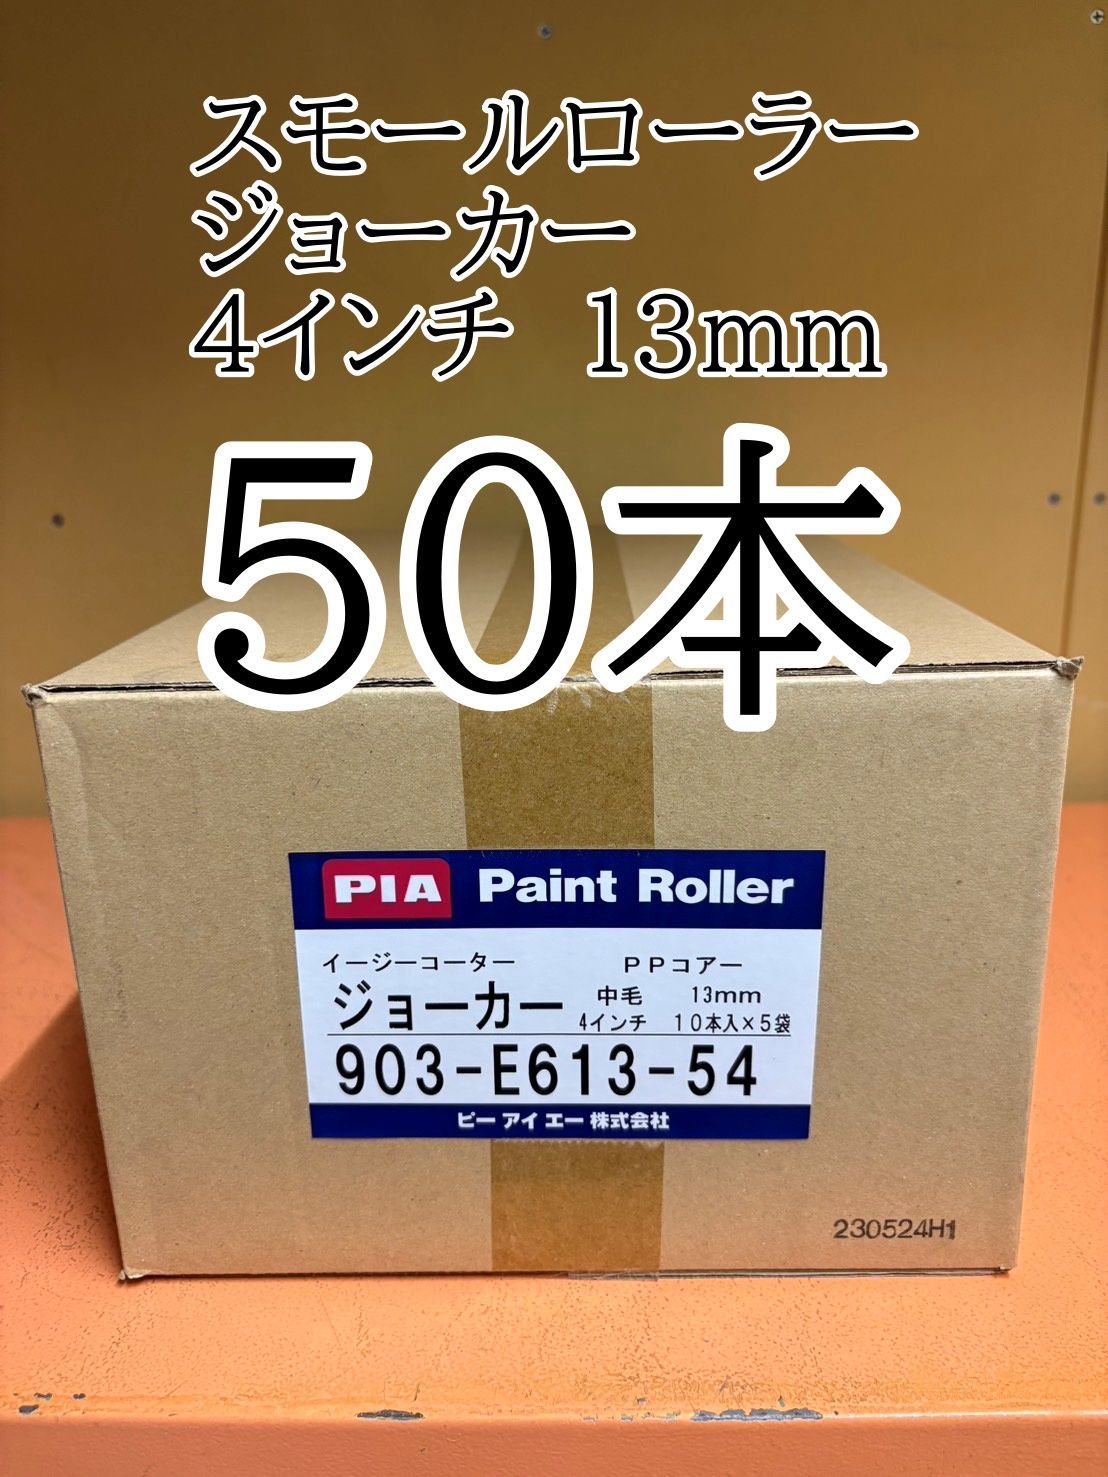 スモールローラー
ジョーカー
4インチ　13mm
50本
PIA Paint Roller
イージーコーター　PPコアー
ジョーカー　中毛　13mm
4インチ　10本入×5袋
903-E613-54
ピーアイエー株式会社
230524H1